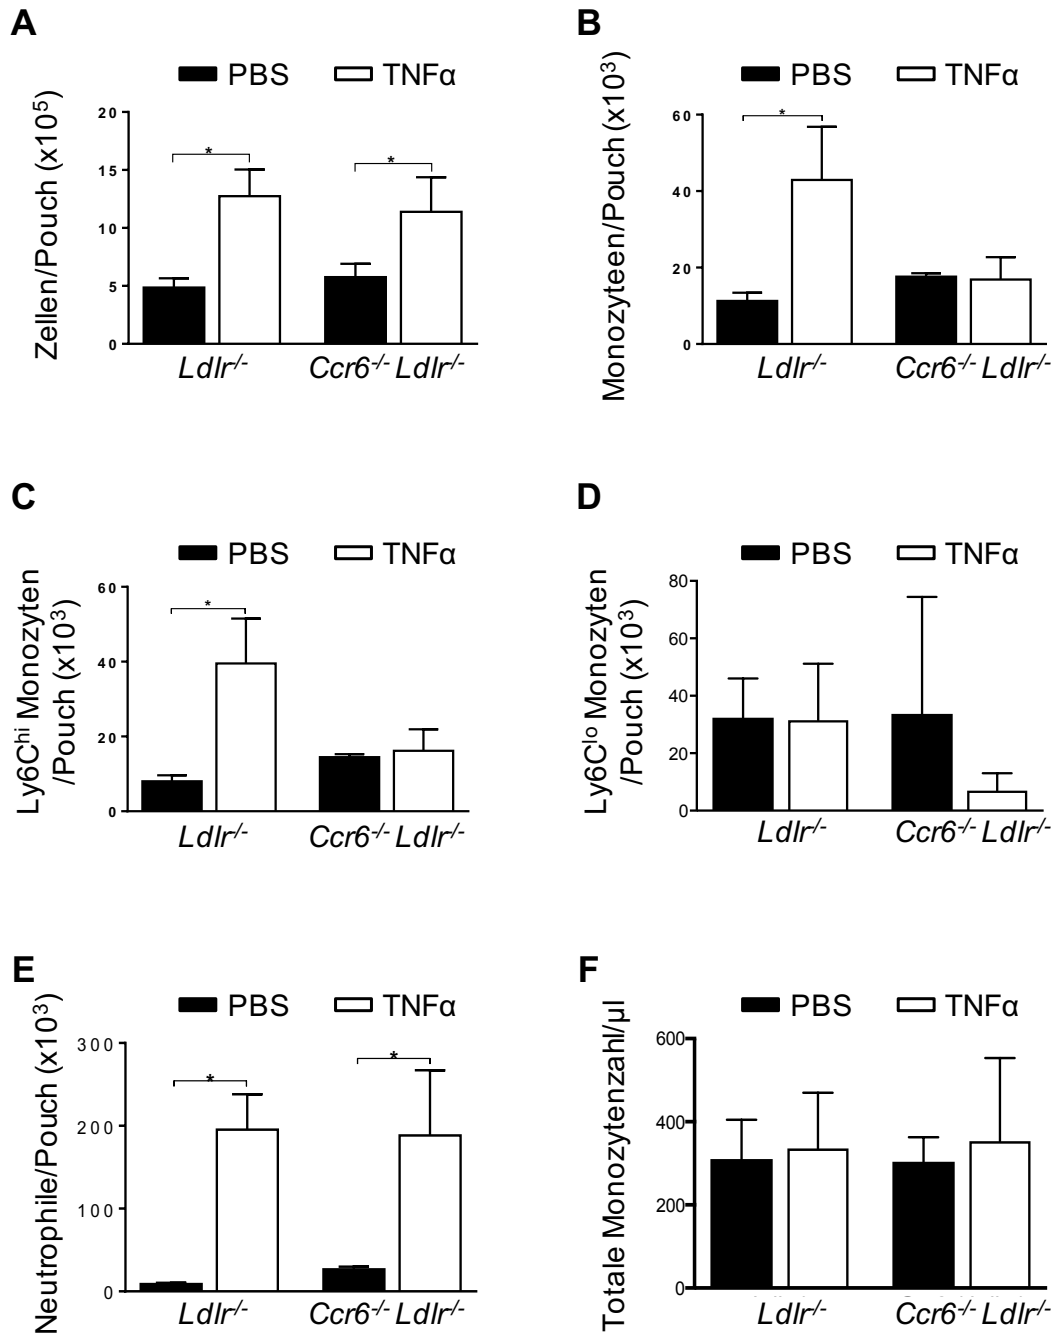 A
PBS TNFα
Zellen/Pouch (x10⁵)
20
15
10
5
0
*
*
Ldlr⁻/⁻
Ccr6⁻/⁻ Ldlr⁻/⁻
B
PBS TNFα
Monozyteen/Pouch (x10³)
60
40
20
0
*
Ldlr⁻/⁻
Ccr6⁻/⁻ Ldlr⁻/⁻
C
PBS TNFα
Ly6Cʰⁱ Monozyten
/Pouch (x10³)
60
40
20
0
*
Ldlr⁻/⁻
Ccr6⁻/⁻ Ldlr⁻/⁻
D
PBS TNFα
Ly6Cˡᵒ Monozyten
/Pouch (x10³)
80
60
40
20
0
Ldlr⁻/⁻
Ccr6⁻/⁻ Ldlr⁻/⁻
E
PBS TNFα
Neutrophile/Pouch (x10³)
300
200
100
0
*
*
Ldlr⁻/⁻
Ccr6⁻/⁻ Ldlr⁻/⁻
F
PBS TNFα
Totale Monozytenzahl/µl
600
400
200
0
Ldlr⁻/⁻
Ccr6⁻/⁻ Ldlr⁻/⁻